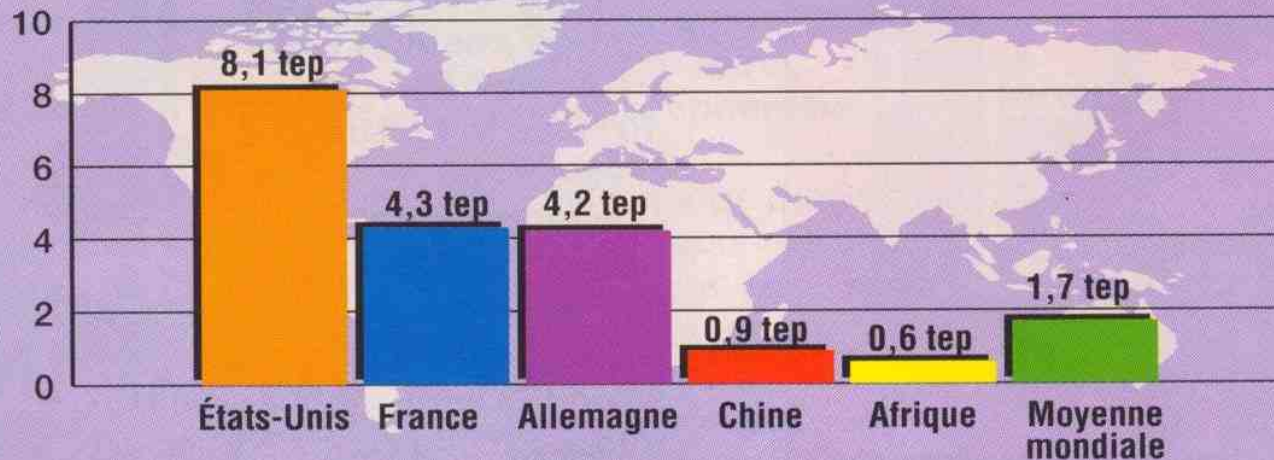 10
8,1 tep
8
6
4,3 tep
4,2 tep
4
1,7 tep
2
0,9 tep
0,6 tep
0
États-Unis
France
Allemagne
Chine
Afrique
Moyenne
mondiale